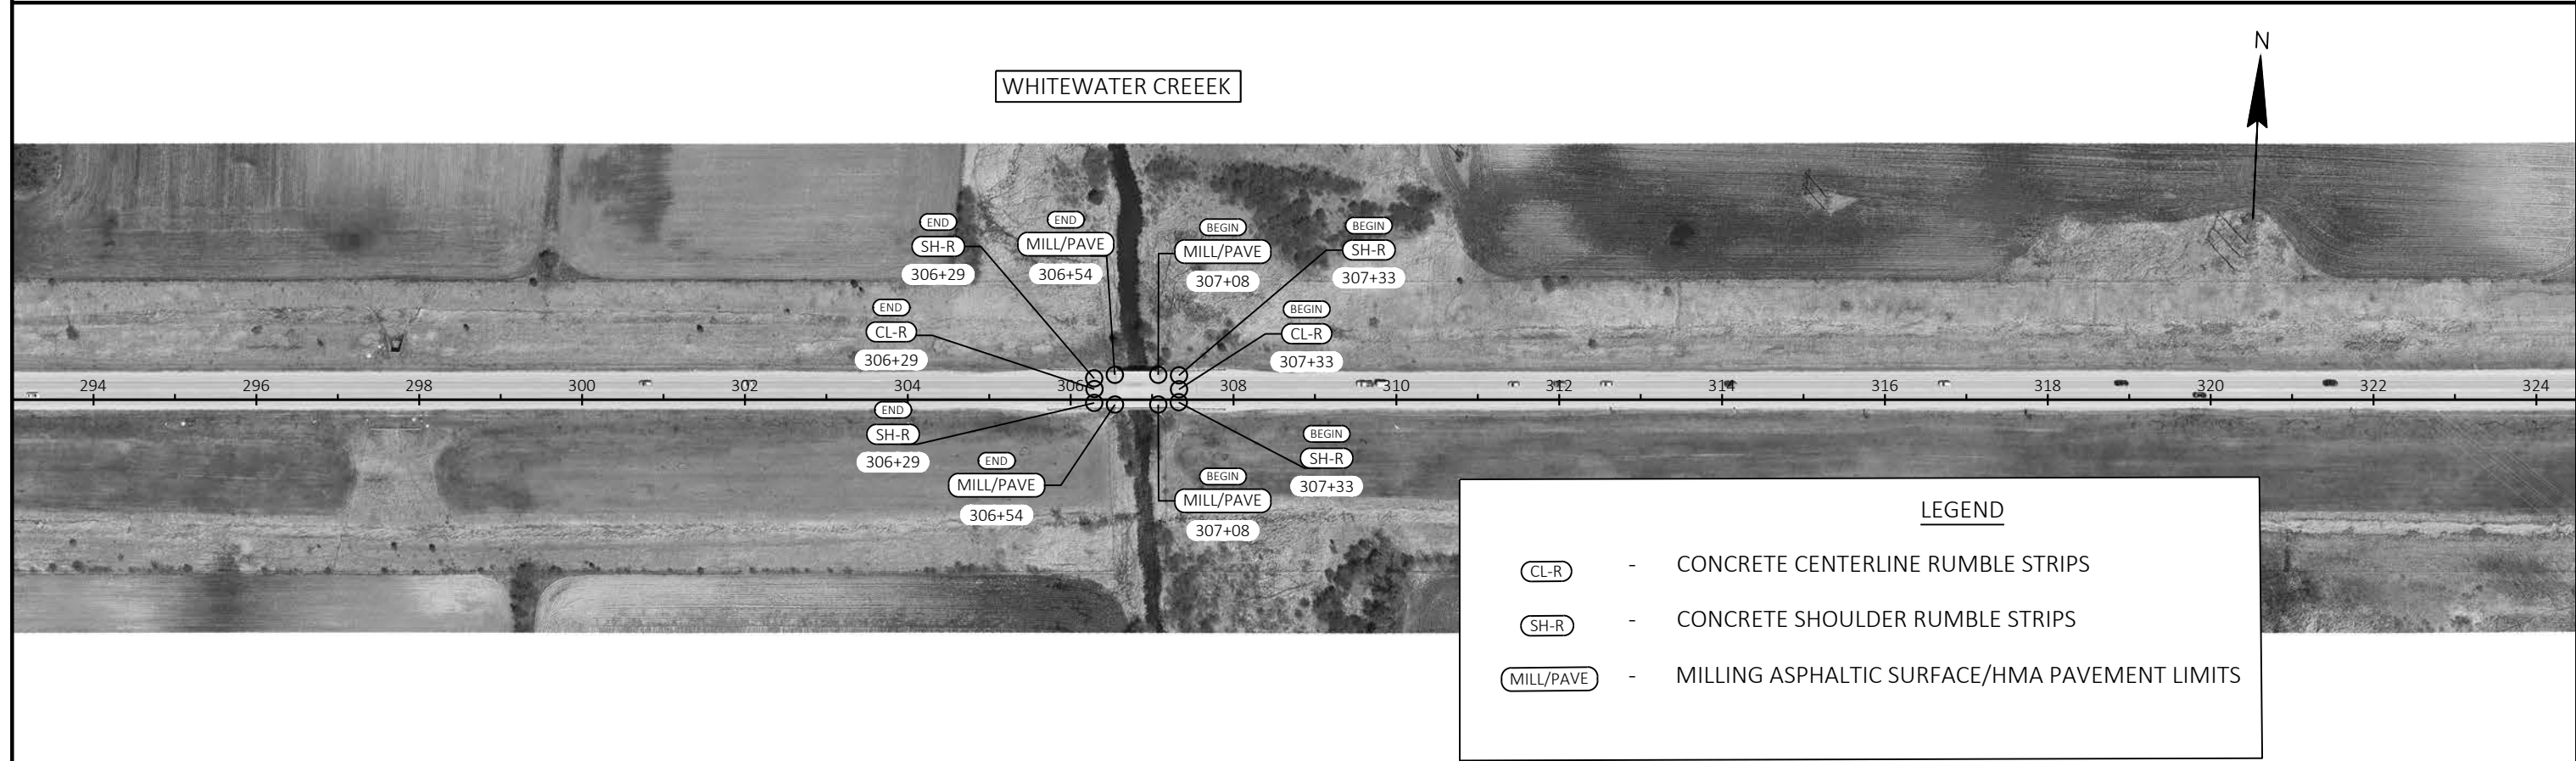 N
WHITEWATER CREEEK
END
SH-R
306+29
END
MILL/PAVE
306+54
BEGIN
MILL/PAVE
307+08
BEGIN
SH-R
307+33
END
CL-R
306+29
BEGIN
CL-R
307+33
294 296 298 300 302 304 306 308 310 312 314 316 318 320 322 324
END
SH-R
306+29
END
MILL/PAVE
306+54
BEGIN
MILL/PAVE
307+08
BEGIN
SH-R
307+33
LEGEND
CL-R - CONCRETE CENTERLINE RUMBLE STRIPS
SH-R - CONCRETE SHOULDER RUMBLE STRIPS
MILL/PAVE - MILLING ASPHALTIC SURFACE/HMA PAVEMENT LIMITS